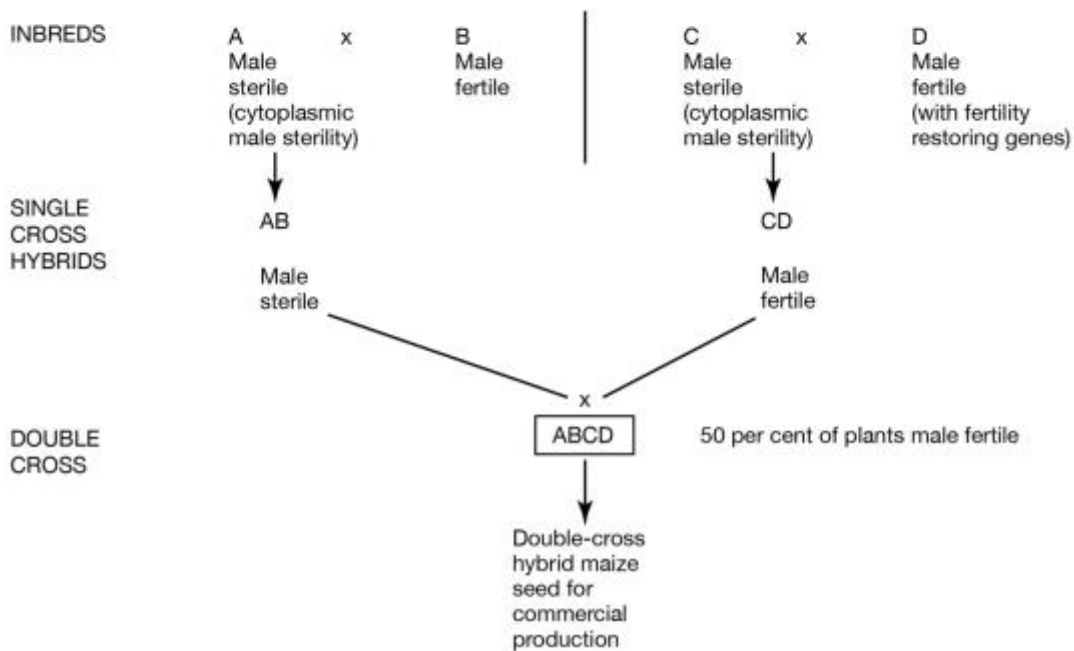 INBREDS
A x B
Male
sterile
(cytoplasmic
male sterility)
Male
fertile
C x D
Male
sterile
(cytoplasmic
male sterility)
Male
fertile
(with fertility
restoring genes)
SINGLE
CROSS
HYBRIDS
AB
Male
sterile
CD
Male
fertile
x
DOUBLE
CROSS
ABCD
50 per cent of plants male fertile
Double-cross
hybrid maize
seed for
commercial
production